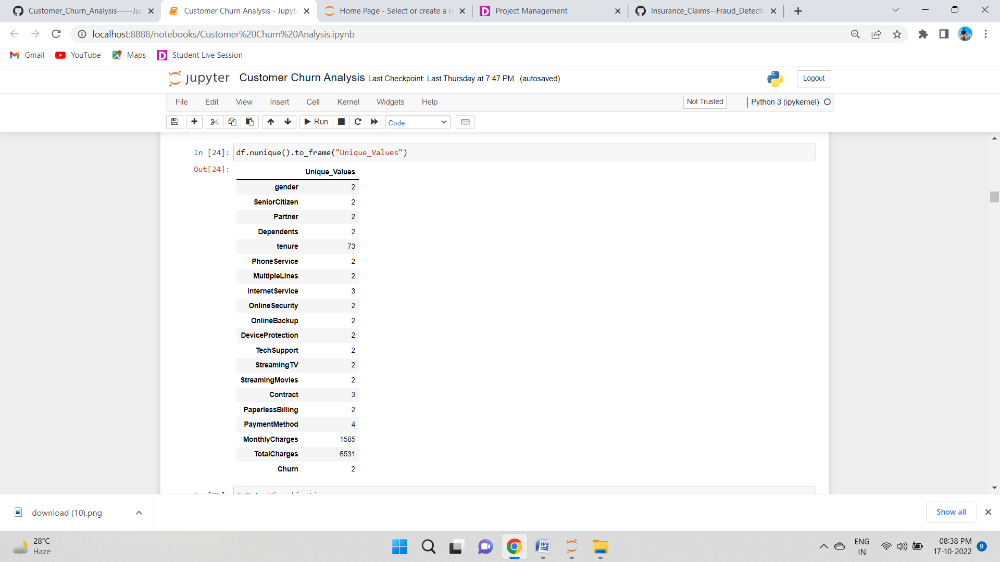 Customer_Churn_Analysis-----Ju
Customer Churn Analysis - Jupyt
Home Page - Select or create a n
Project Management
Insurance_Claims--Fraud_Detecti
localhost:8888/notebooks/Customer%20Churn%20Analysis.ipynb
Gmail YouTube Maps D Student Live Session
jupyter Customer Churn Analysis Last Checkpoint: Last Thursday at 7:47 PM (autosaved) Logout
File Edit View Insert Cell Kernel Widgets Help Not Trusted Python 3 (ipykernel)
Run Code
In [24]: df.nunique().to_frame("Unique_Values")
Out[24]:
Unique_Values
gender 2
SeniorCitizen 2
Partner 2
Dependents 2
tenure 73
PhoneService 2
MultipleLines 2
InternetService 3
OnlineSecurity 2
OnlineBackup 2
DeviceProtection 2
TechSupport 2
StreamingTV 2
StreamingMovies 2
Contract 3
PaperlessBilling 2
PaymentMethod 4
MonthlyCharges 1585
TotalCharges 6531
Churn 2
download (10).png Show all
28°C
Haze
ENG
IN
08:38 PM
17-10-2022
9